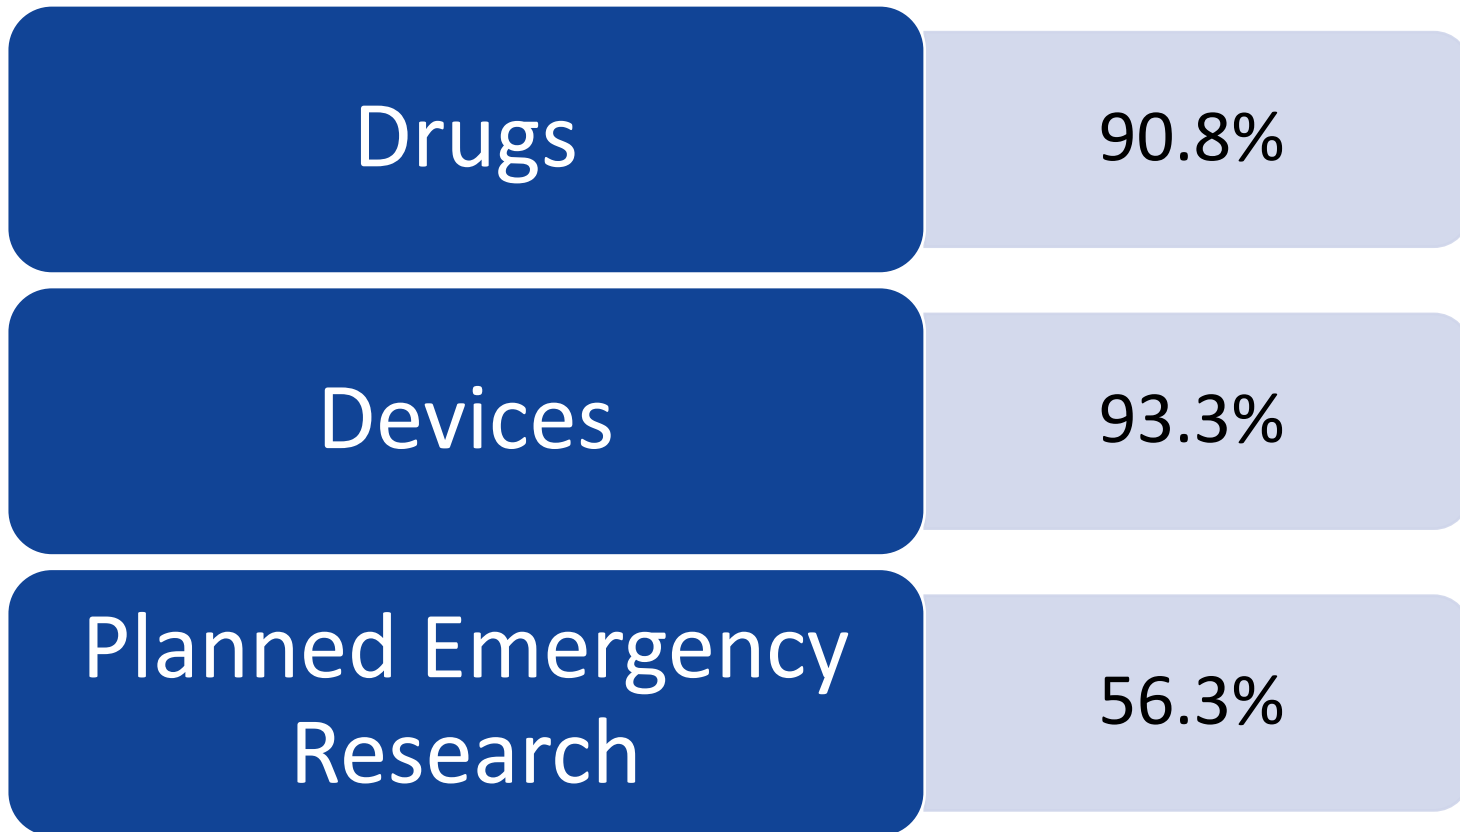 Drugs
90.8%
Devices
93.3%
Planned Emergency
Research
56.3%